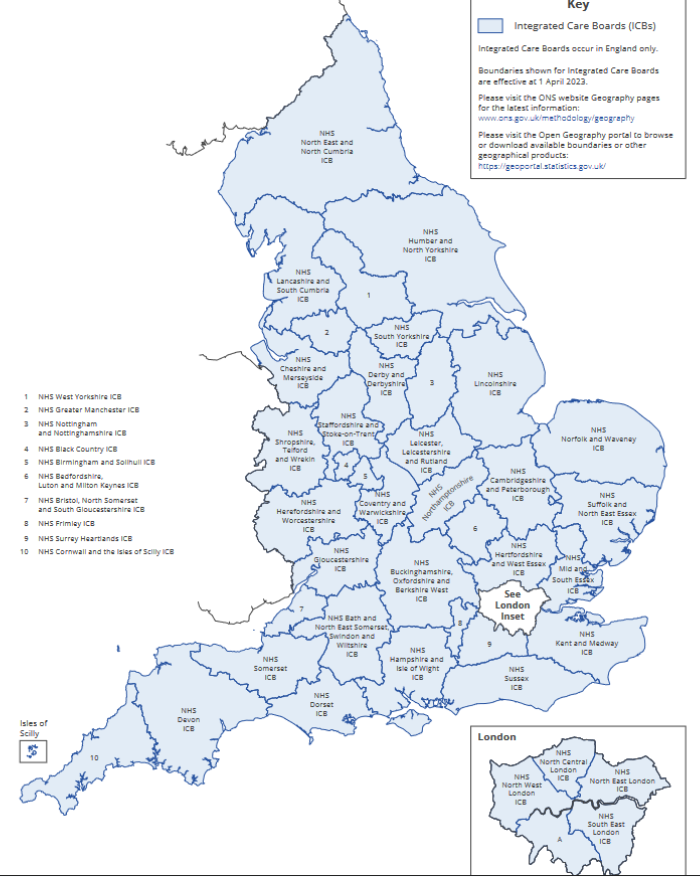 Key
Integrated Care Boards (ICBs)
Integrated Care Boards occur in England only.
Boundaries shown for Integrated Care Boards
are effective at 1 April 2023.
Please visit the ONS website Geography pages
for the latest information:
www.ons.gov.uk/methodology/geography
Please visit the Open Geography portal to browse
or download available boundaries or other
geographical products:
https://geoportal.statistics.gov.uk/
NHS
North East and
North Cumbria
ICB
NHS
Humber and
North Yorkshire
ICB
NHS
Lancashire and
South Cumbria
ICB
1
2
NHS
South Yorkshire
ICB
NHS
Cheshire and
Merseyside
ICB
NHS
Derby and
Derbyshire
ICB
3
NHS
Lincolnshire
ICB
1 NHS West Yorkshire ICB
2 NHS Greater Manchester ICB
3 NHS Nottingham
and Nottinghamshire ICB
4 NHS Black Country ICB
5 NHS Birmingham and Solihull ICB
6 NHS Bedfordshire,
Luton and Milton Keynes ICB
7 NHS Bristol, North Somerset
and South Gloucestershire ICB
8 NHS Frimley ICB
9 NHS Surrey Heartlands ICB
10 NHS Cornwall and the Isles of Scilly ICB
NHS
Staffordshire and
Stoke-on-Trent
ICB
NHS
Shropshire,
Telford
and Wrekin
ICB
NHS
Leicester,
Leicestershire
and Rutland
ICB
NHS
Norfolk and Waveney
ICB
4
5
NHS
Cambridgeshire
and Peterborough
ICB
NHS
Northamptonshire
ICB
NHS
Suffolk and
North East Essex
ICB
NHS
Herefordshire and
Worcestershire
ICB
NHS
Coventry and
Warwickshire
ICB
6
NHS
Gloucestershire
ICB
NHS
Buckinghamshire,
Oxfordshire and
Berkshire West
ICB
NHS
Hertfordshire
and West Essex
ICB
NHS
Mid and
South Essex
ICB
See
London
Inset
7
NHS Bath and
North East Somerset,
Swindon and
Wiltshire
ICB
8
9
NHS
Kent and Medway
ICB
NHS
Somerset
ICB
NHS
Hampshire and
Isle of Wight
ICB
NHS
Sussex
ICB
NHS
Devon
ICB
NHS
Dorset
ICB
Isles of
Scilly
10
London
NHS
North Central
London
ICB
NHS
North West
London
ICB
NHS
North East London
ICB
NHS
South East
London
ICB
A